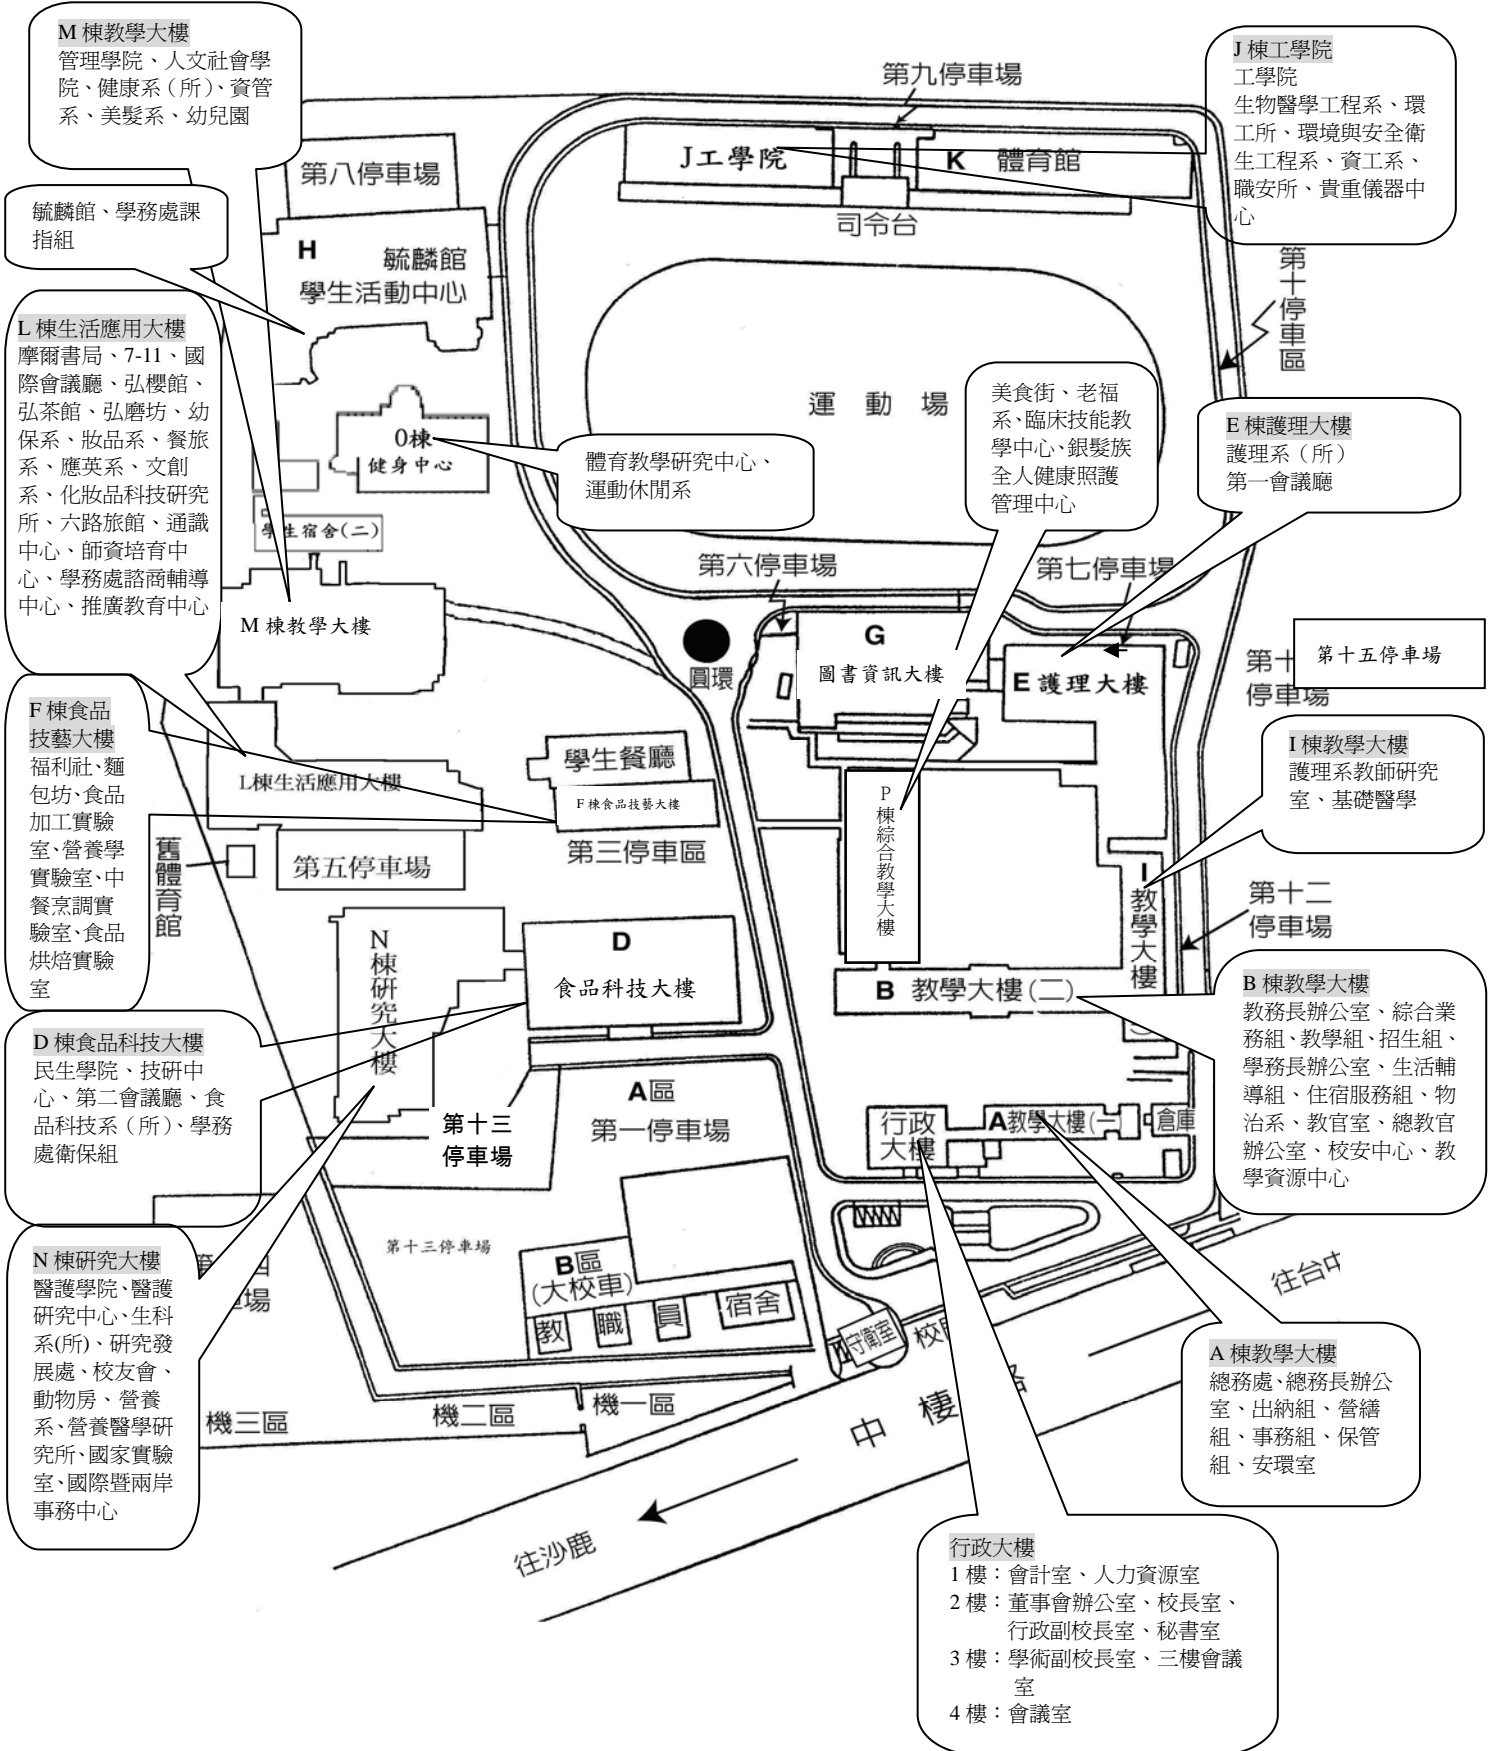 M 棟教學大樓
管理學院、人文社會學
院、健康系（所）、資管
系、美髮系、幼兒園
第九停車場
J 棟工學院
工學院
生物醫學工程系、環
工所、環境與安全衛
生工程系、資工系、
職安所、貴重儀器中
心
第八停車場
J工學院
K 體育館
司令台
毓麟館、學務處課
指組
H
毓麟館
學生活動中心
第十停車區
L 棟生活應用大樓
摩爾書局、7-11、國
際會議廳、弘櫻館、
弘茶館、弘磨坊、幼
保系、妝品系、餐旅
系、應英系、文創
系、化妝品科技研究
所、六路旅館、通識
中心、師資培育中
心、學務處諮商輔導
中心、推廣教育中心
運動場
美食街、老福
系、臨床技能教
學中心、銀髮族
全人健康照護
管理中心
E 棟護理大樓
護理系（所）
第一會議廳
O棟
健身中心
體育教學研究中心、
運動休閒系
學生宿舍(二)
第六停車場
第七停車場
M 棟教學大樓
圓環
G
圖書資訊大樓
E 護理大樓
第十
停車場
第十五停車場
F 棟食品
技藝大樓
福利社、麵
包坊、食品
加工實驗
室、營養學
實驗室、中
餐烹調實
驗室、食品
烘焙實驗
室
I 棟教學大樓
護理系教師研究
室、基礎醫學
學生餐廳
L棟生活應用大樓
F 棟食品技藝大樓
P棟綜合教學大樓
第三停車區
第五停車場
舊體育館
I教學大樓
第十二
停車場
N棟研究大樓
D
食品科技大樓
B 教學大樓(二)
B 棟教學大樓
教務長辦公室、綜合業
務組、教學組、招生組、
學務長辦公室、生活輔
導組、住宿服務組、物
治系、教官室、總教官
辦公室、校安中心、教
學資源中心
D 棟食品科技大樓
民生學院、技研中
心、第二會議廳、食
品科技系（所）、學務
處衛保組
A區
第一停車場
第十三
停車場
行政
大樓
A教學大樓(一)
倉庫
第十三停車場
B區
(大校車)
教職員宿舍
N 棟研究大樓
醫護學院、醫護
研究中心、生科
系(所)、研究發
展處、校友會、
動物房、營養
系、營養醫學研
究所、國家實驗
室、國際暨兩岸
事務中心
往台中
守衛室
校
A 棟教學大樓
總務處、總務長辦公
室、出納組、營繕
組、事務組、保管
組、安環室
機三區
機二區
機一區
中棲路
往沙鹿
行政大樓
1 樓：會計室、人力資源室
2 樓：董事會辦公室、校長室、
行政副校長室、秘書室
3 樓：學術副校長室、三樓會議
室
4 樓：會議室